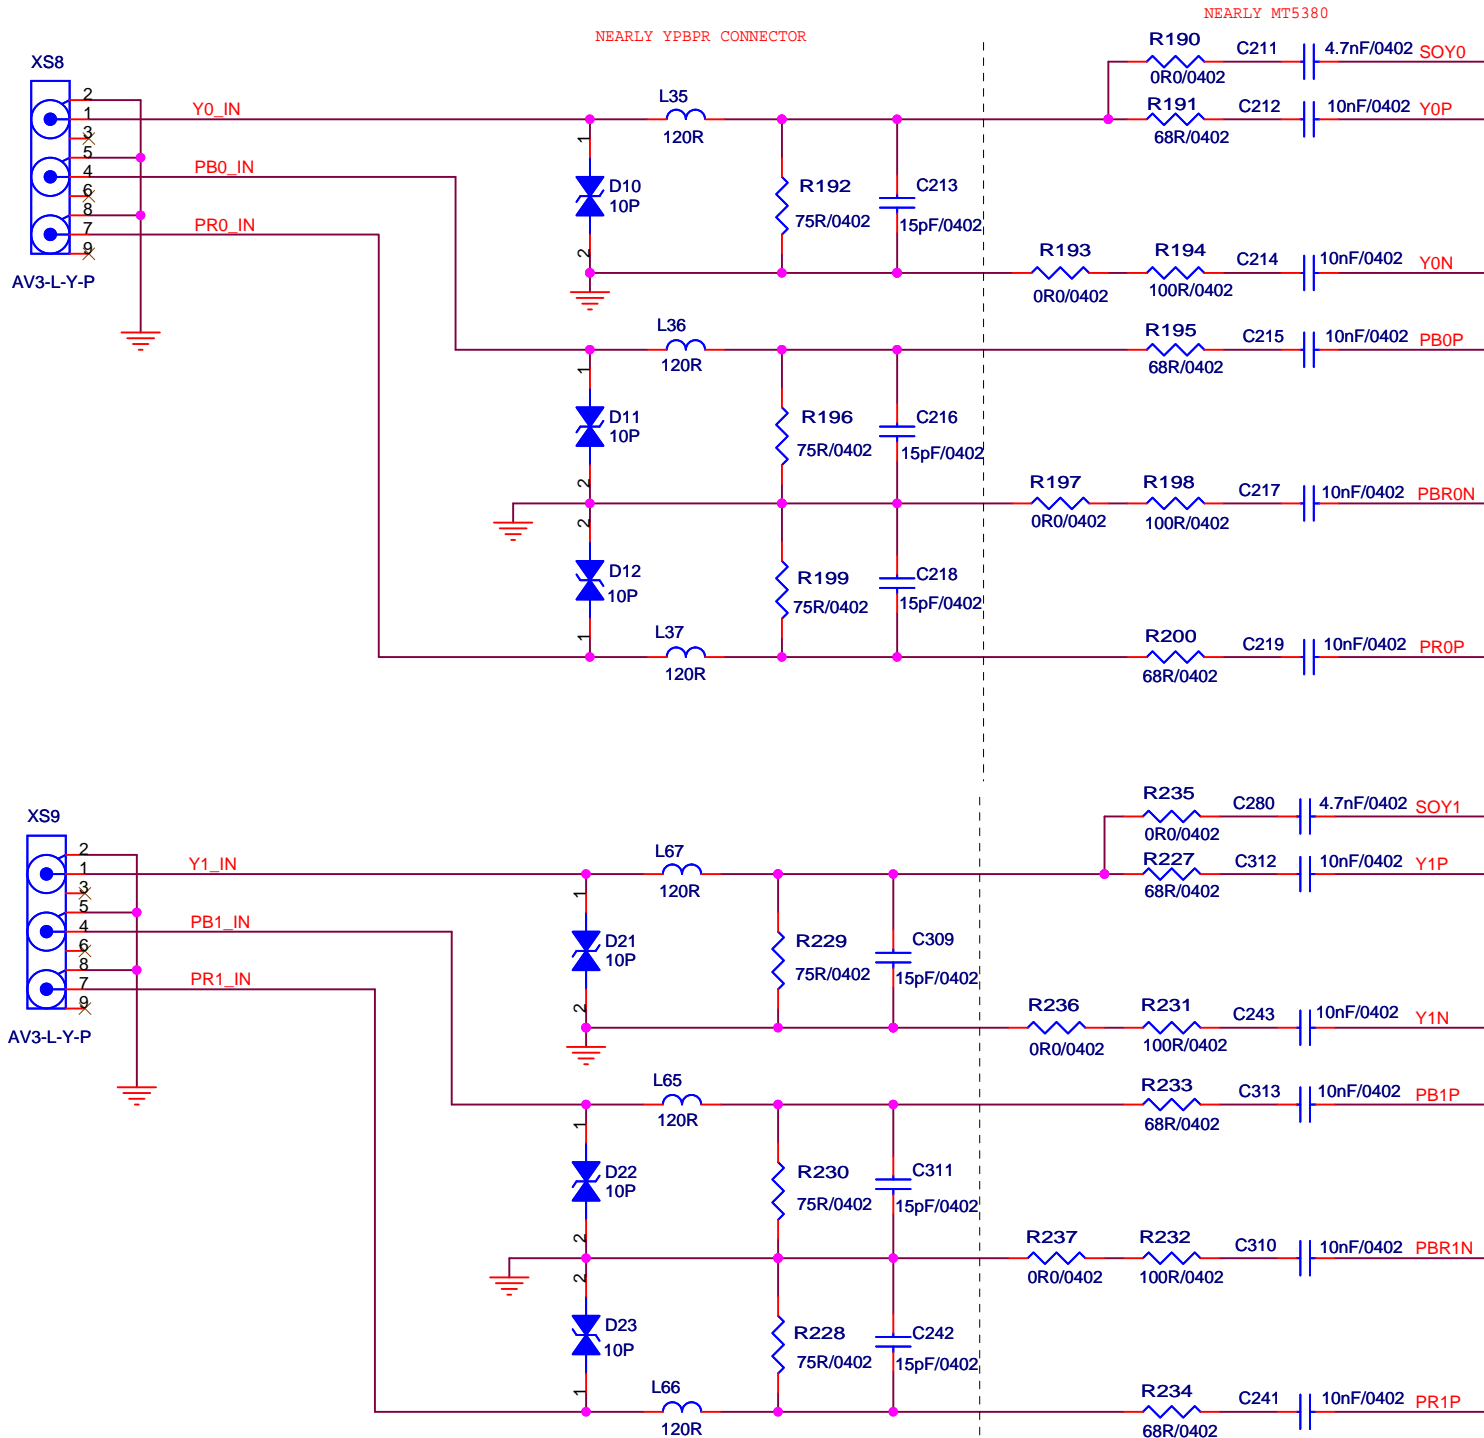 NEARLY MT5380
NEARLY YPBPR CONNECTOR
XS8
2
1
3
5
4
6
8
7
9
AV3-L-Y-P
Y0_IN
PB0_IN
PR0_IN
L35
120R
1
D10
10P
2
R192
75R/0402
C213
15pF/0402
R190
0R0/0402
C211
4.7nF/0402
SOY0
R191
68R/0402
C212
10nF/0402
Y0P
R193
0R0/0402
R194
100R/0402
C214
10nF/0402
Y0N
L36
120R
1
D11
10P
2
R196
75R/0402
C216
15pF/0402
R195
68R/0402
C215
10nF/0402
PB0P
R197
0R0/0402
R198
100R/0402
C217
10nF/0402
PBR0N
2
D12
10P
1
R199
75R/0402
C218
15pF/0402
L37
120R
R200
68R/0402
C219
10nF/0402
PR0P
XS9
2
1
3
5
4
6
8
7
9
AV3-L-Y-P
Y1_IN
PB1_IN
PR1_IN
L67
120R
1
D21
10P
2
R229
75R/0402
C309
15pF/0402
R235
0R0/0402
C280
4.7nF/0402
SOY1
R227
68R/0402
C312
10nF/0402
Y1P
R236
0R0/0402
R231
100R/0402
C243
10nF/0402
Y1N
L65
120R
1
D22
10P
2
R230
75R/0402
C311
15pF/0402
R233
68R/0402
C313
10nF/0402
PB1P
R237
0R0/0402
R232
100R/0402
C310
10nF/0402
PBR1N
2
D23
10P
1
R228
75R/0402
C242
15pF/0402
L66
120R
R234
68R/0402
C241
10nF/0402
PR1P